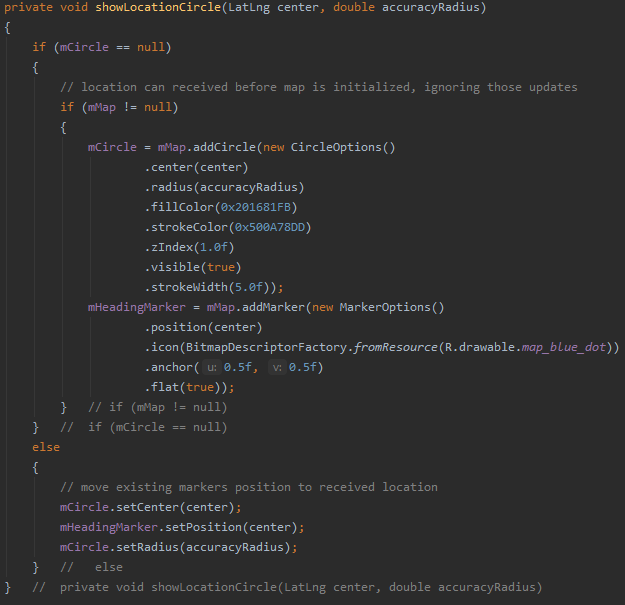 private void showLocationCircle(LatLng center, double accuracyRadius)
{
if (mCircle == null)
{
// location can received before map is initialized, ignoring those updates
if (mMap != null)
{
mCircle = mMap.addCircle(new CircleOptions()
.center(center)
.radius(accuracyRadius)
.fillColor(0x201681FB)
.strokeColor(0x500A78DD)
.zIndex(1.0f)
.visible(true)
.strokeWidth(5.0f));
mHeadingMarker = mMap.addMarker(new MarkerOptions()
.position(center)
.icon(BitmapDescriptorFactory.fromResource(R.drawable.map_blue_dot))
.anchor( u: 0.5f, v: 0.5f)
.flat(true));
} // if (mMap != null)
} // if (mCircle == null)
else
{
// move existing markers position to received location
mCircle.setCenter(center);
mHeadingMarker.setPosition(center);
mCircle.setRadius(accuracyRadius);
} // else
} // private void showLocationCircle(LatLng center, double accuracyRadius)